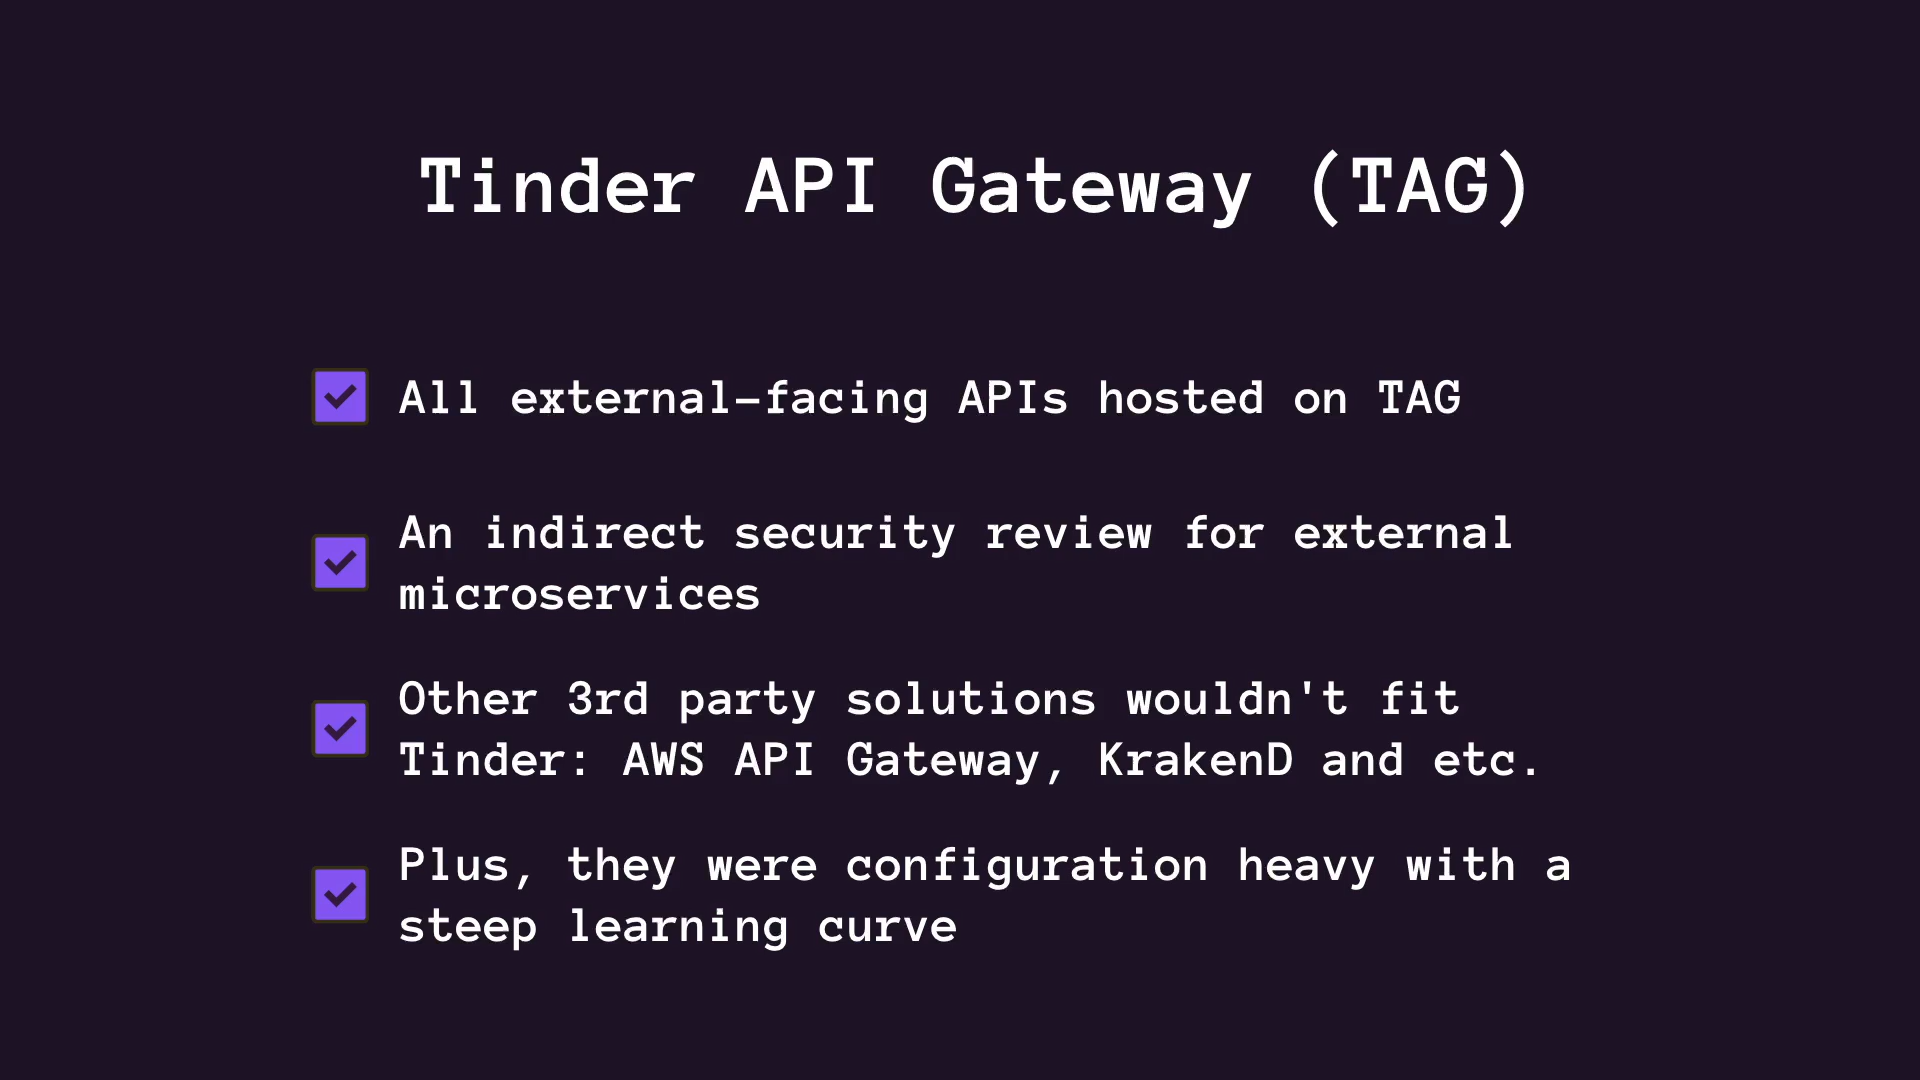 Tinder API Gateway (TAG)
All external-facing APIs hosted on TAG
An indirect security review for external
microservices
Other 3rd party solutions wouldn't fit
Tinder: AWS API Gateway, KrakenD and etc.
Plus, they were configuration heavy with a
steep learning curve